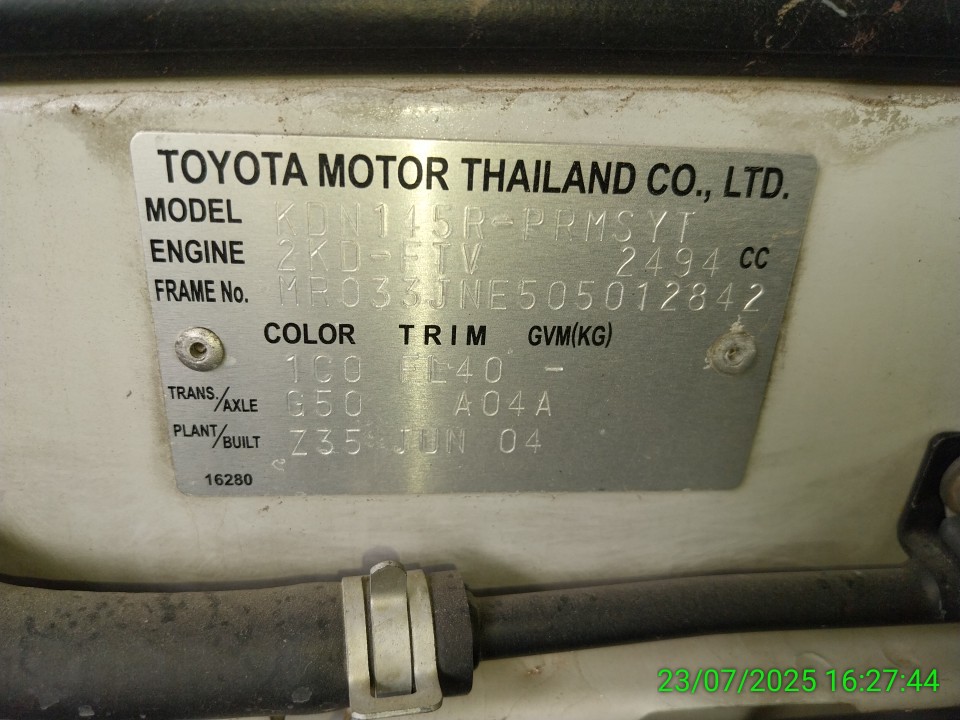 TOYOTA MOTOR THAILAND CO., LTD.
MODEL KDN145R-PRMSYT
ENGINE 2KD-FTV 2494 CC
FRAME No. MR033JNE505012842
COLOR TRIM GVM(KG)
1C0 FL40 -
TRANS./AXLE G50 A04A
PLANT/BUILT Z35 JUN 04
16280
23/07/2025 16:27:44